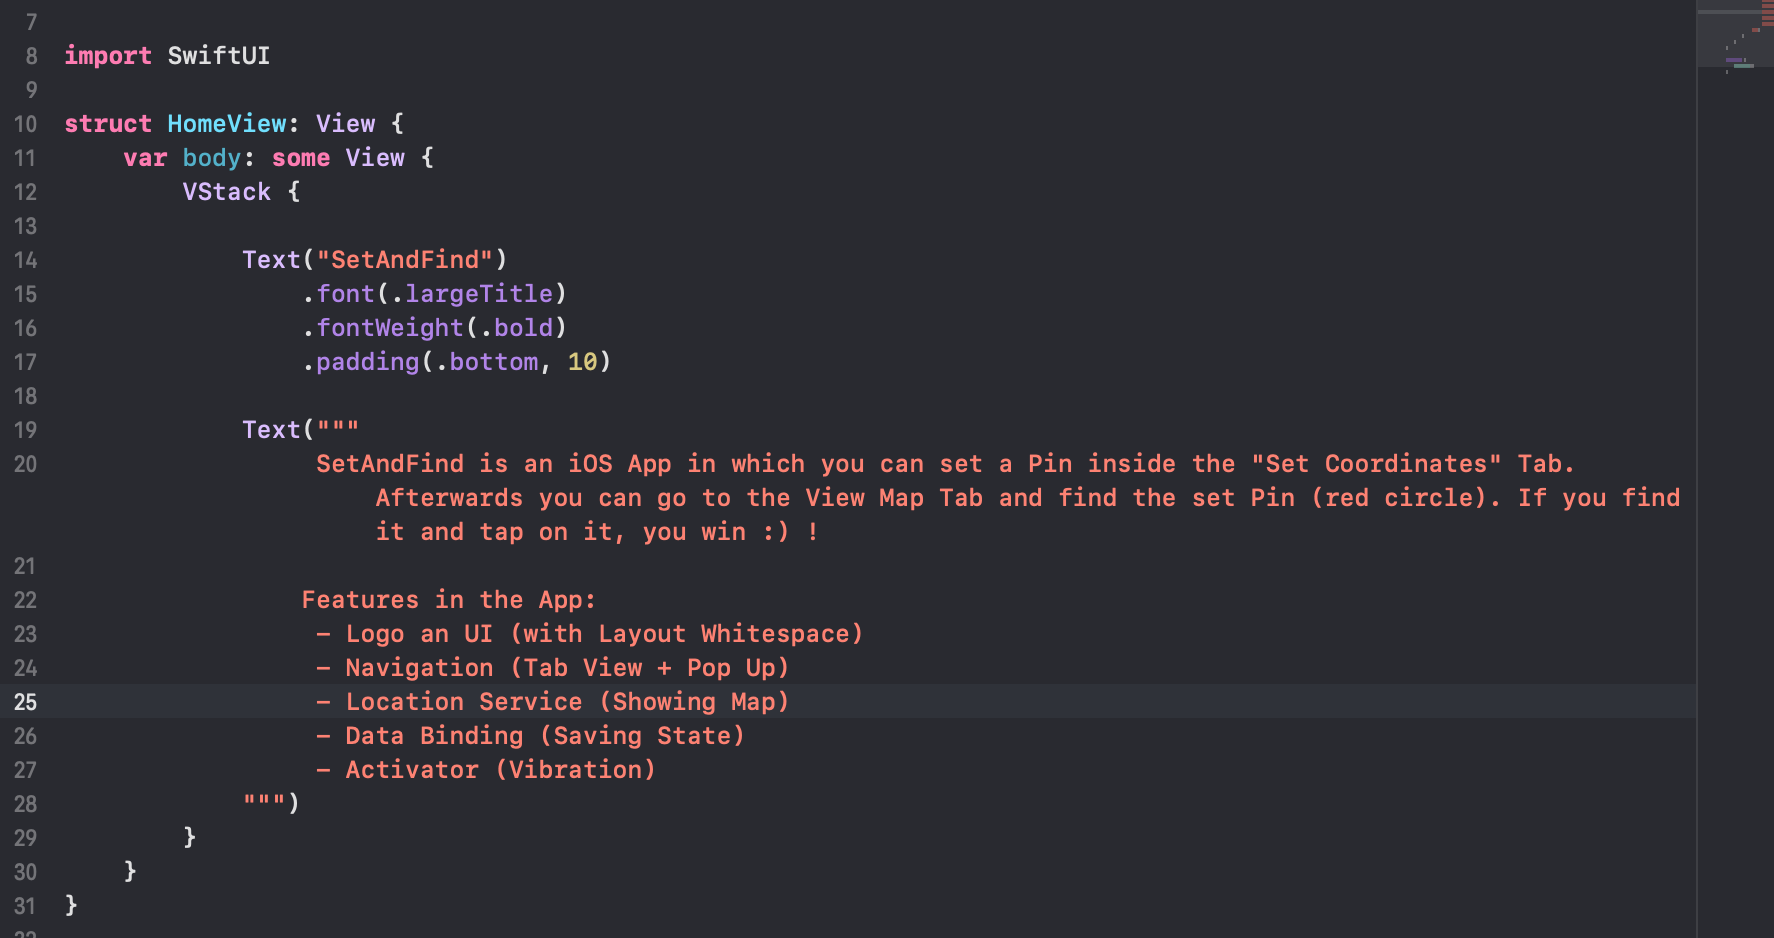 7
8 import SwiftUI
9
10 struct HomeView: View {
11 var body: some View {
12 VStack {
13
14 Text("SetAndFind")
15 .font(.largeTitle)
16 .fontWeight(.bold)
17 .padding(.bottom, 10)
18
19 Text("""
20 SetAndFind is an iOS App in which you can set a Pin inside the "Set Coordinates" Tab.
Afterwards you can go to the View Map Tab and find the set Pin (red circle). If you find
it and tap on it, you win :) !
21
22 Features in the App:
23 - Logo an UI (with Layout Whitespace)
24 - Navigation (Tab View + Pop Up)
25 - Location Service (Showing Map)
26 - Data Binding (Saving State)
27 - Activator (Vibration)
28 """)
29 }
30 }
31 }